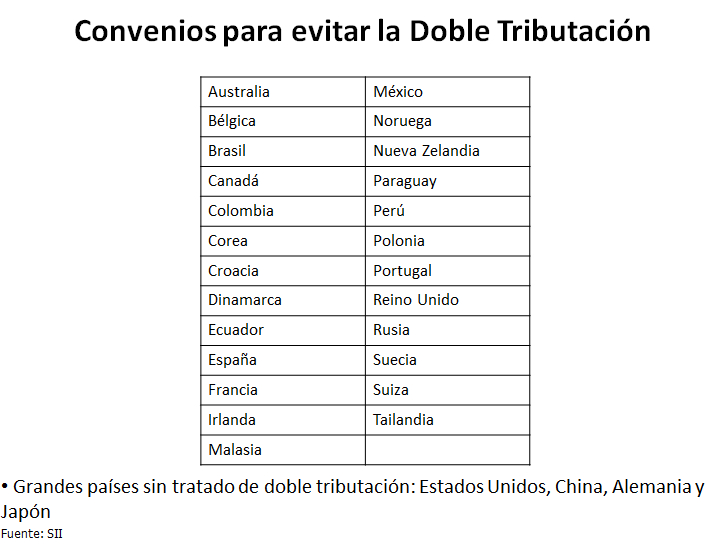 Convenios para evitar la Doble Tributación
Australia México
Bélgica Noruega
Brasil Nueva Zelandia
Canadá Paraguay
Colombia Perú
Corea Polonia
Croacia Portugal
Dinamarca Reino Unido
Ecuador Rusia
España Suecia
Francia Suiza
Irlanda Tailandia
Malasia
• Grandes países sin tratado de doble tributación: Estados Unidos, China, Alemania y
Japón
Fuente: SII